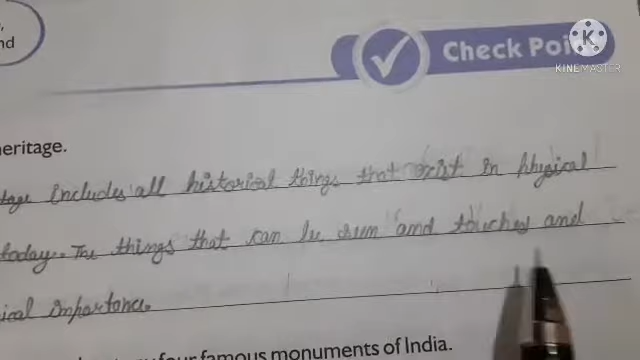 nd
Check Poi
KINEMASTER
heritage.
tage includes all historical things that exist in physical
today. The things that can be seen and touches and
ical importance.
four famous monuments of India.